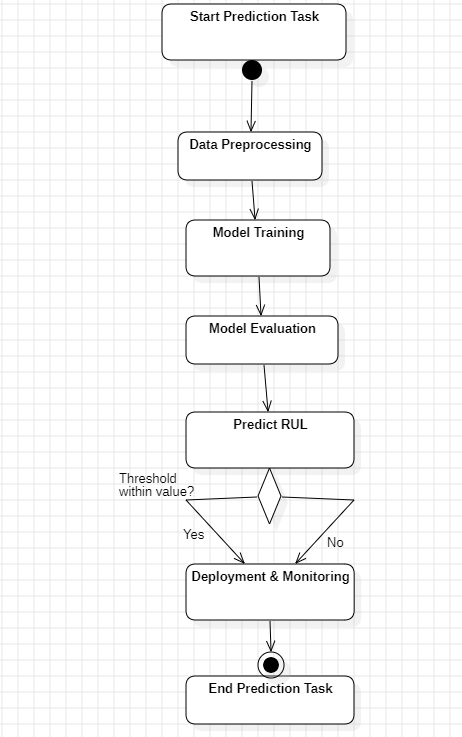 Start Prediction Task
Data Preprocessing
Model Training
Model Evaluation
Predict RUL
Threshold
within value?
Yes
No
Deployment & Monitoring
End Prediction Task